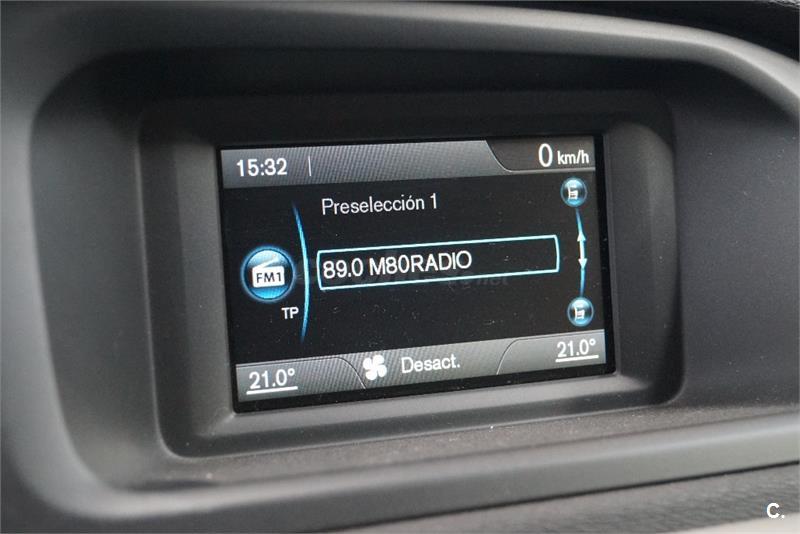 15:32
0 km/h
Preselección 1
89.0 M80RADIO
FM1
TP
21.0°
Desact.
21.0°
C.